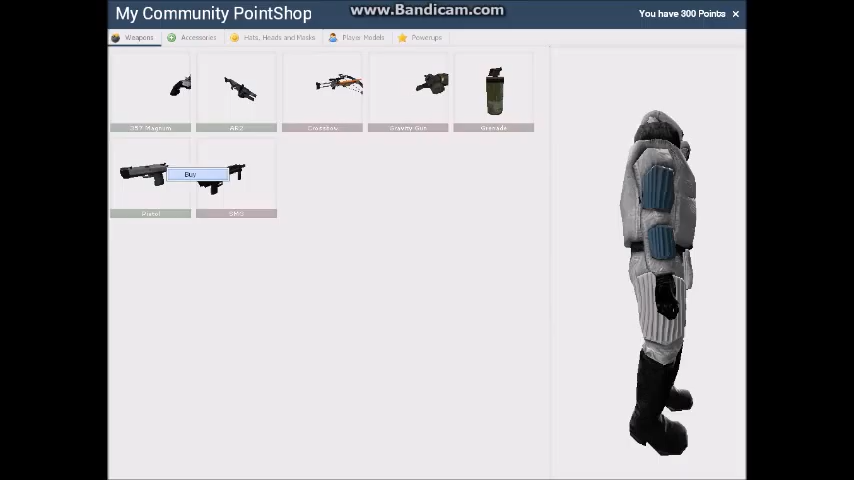 www.Bandicam.com
My Community PointShop
You have 300 Points
Weapons
Accessories
Hats, Heads and Masks
Player Models
Powerups
.357 Magnum
AR2
Crossbow
Gravity Gun
Grenade
Buy
Pistol
SMG